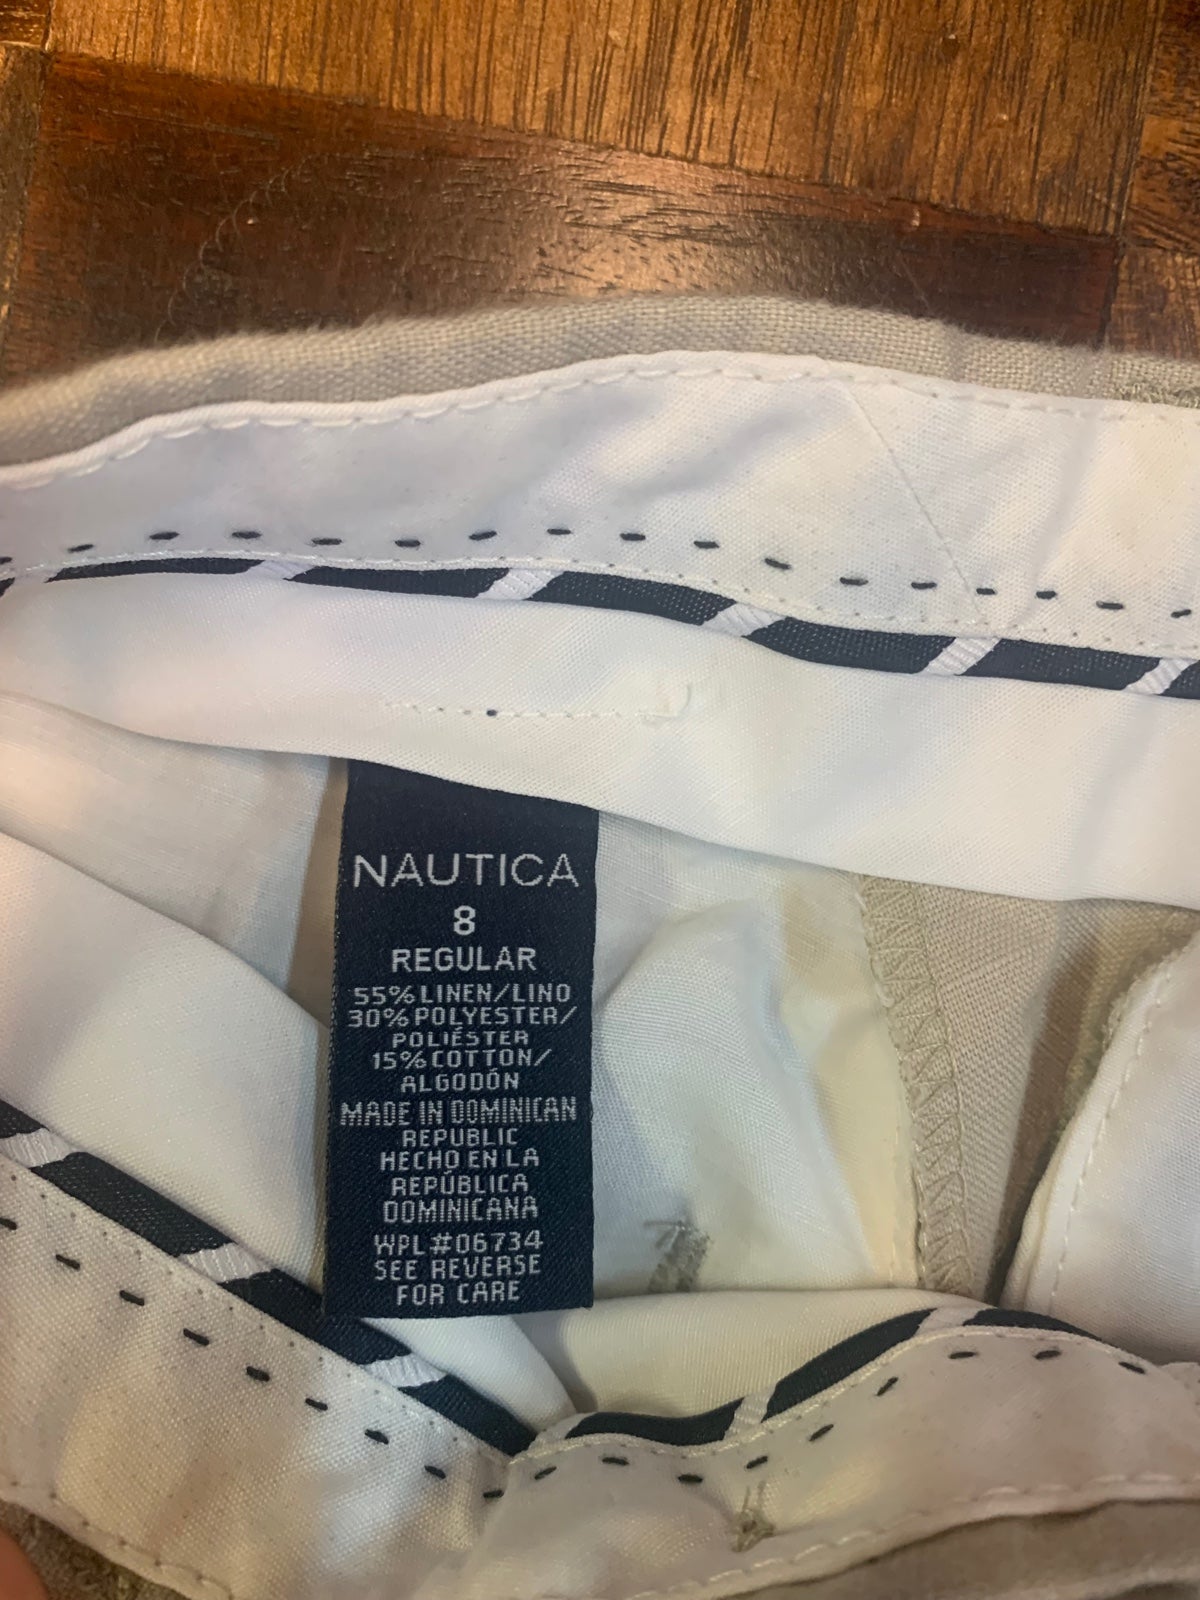 NAUTICA
8
REGULAR
55% LINEN/LINO
30% POLYESTER/
POLIÉSTER
15% COTTON/
ALGODÓN
MADE IN DOMINICAN
REPUBLIC
HECHO EN LA
REPÚBLICA
DOMINICANA
WPL#06734
SEE REVERSE
FOR CARE